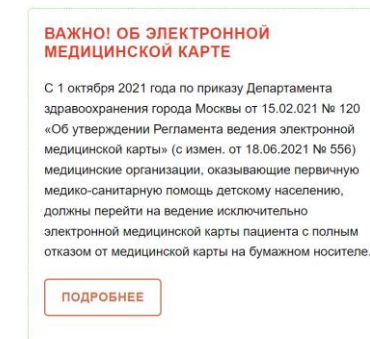 ВАЖНО! ОБ ЭЛЕКТРОННОЙ
МЕДИЦИНСКОЙ КАРТЕ
С 1 октября 2021 года по приказу Департамента
здравоохранения города Москвы от 15.02.021 № 120
«Об утверждении Регламента ведения электронной
медицинской карты» (с измен. от 18.06.2021 № 556)
медицинские организации, оказывающие первичную
медико-санитарную помощь детскому населению,
должны перейти на ведение исключительно
электронной медицинской карты пациента с полным
отказом от медицинской карты на бумажном носителе.
ПОДРОБНЕЕ